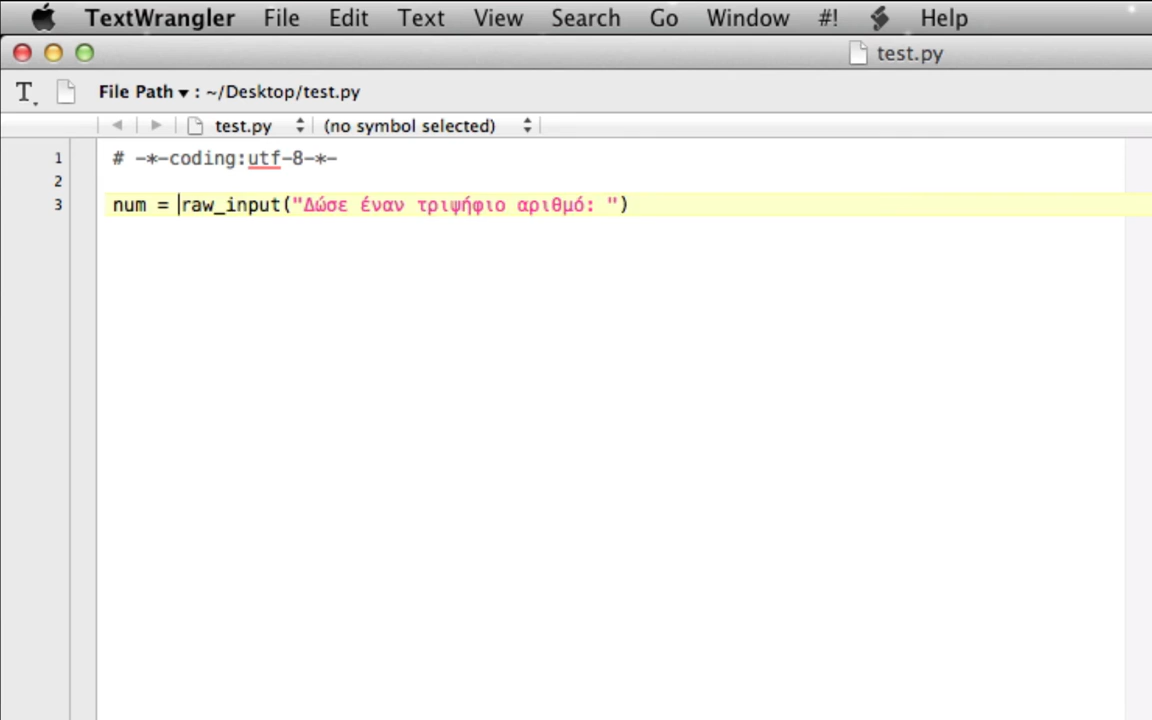 TextWrangler File Edit Text View Search Go Window #! Help
test.py
File Path ▾ : ~/Desktop/test.py
test.py (no symbol selected)
1 # -*-coding:utf-8-*-
2
3 num = raw_input("Δώσε έναν τριψήφιο αριθμό: ")